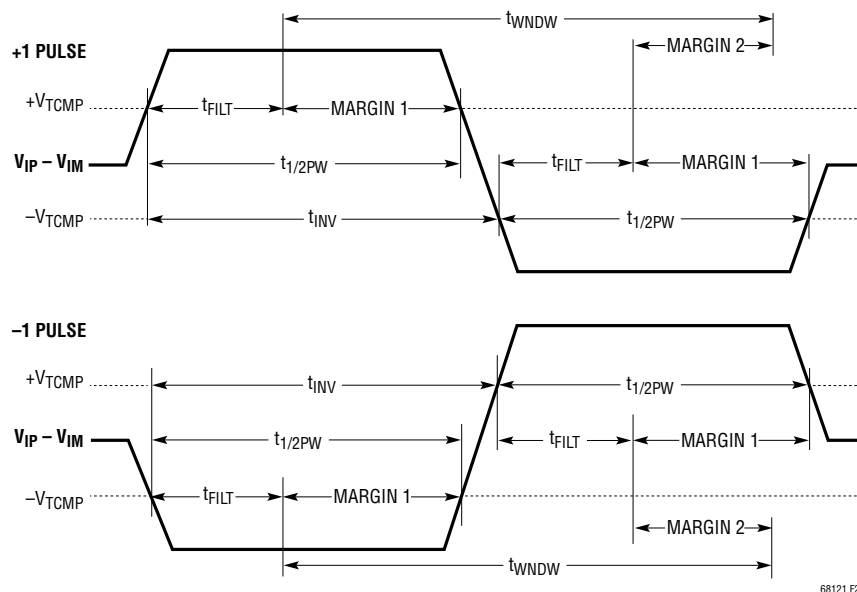 tWNDW
+1 PULSE
MARGIN 2
+VTCMP
tFILT
MARGIN 1
VIP – VIM
t1/2PW
tFILT
MARGIN 1
–VTCMP
tINV
t1/2PW
–1 PULSE
+VTCMP
tINV
t1/2PW
VIP – VIM
t1/2PW
tFILT
MARGIN 1
–VTCMP
tFILT
MARGIN 1
MARGIN 2
tWNDW